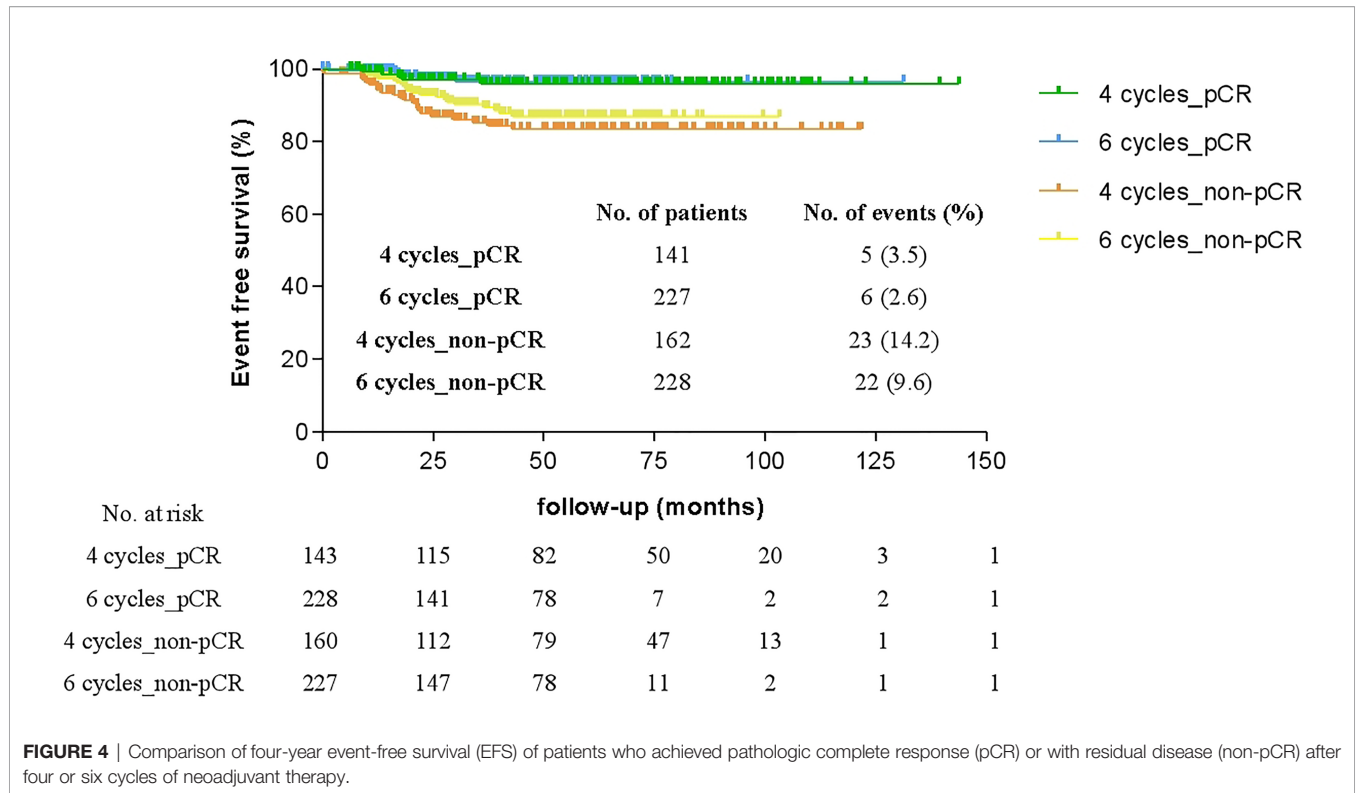 100
80
60
40
20
0
Event free survival (%)
0 25 50 75 100 125 150
follow-up (months)
4 cycles_pCR
6 cycles_pCR
4 cycles_non-pCR
6 cycles_non-pCR
No. of patients No. of events (%)
4 cycles_pCR 141 5 (3.5)
6 cycles_pCR 227 6 (2.6)
4 cycles_non-pCR 162 23 (14.2)
6 cycles_non-pCR 228 22 (9.6)
No. at risk
4 cycles_pCR 143 115 82 50 20 3 1
6 cycles_pCR 228 141 78 7 2 2 1
4 cycles_non-pCR 160 112 79 47 13 1 1
6 cycles_non-pCR 227 147 78 11 2 1 1
FIGURE 4 | Comparison of four-year event-free survival (EFS) of patients who achieved pathologic complete response (pCR) or with residual disease (non-pCR) after
four or six cycles of neoadjuvant therapy.